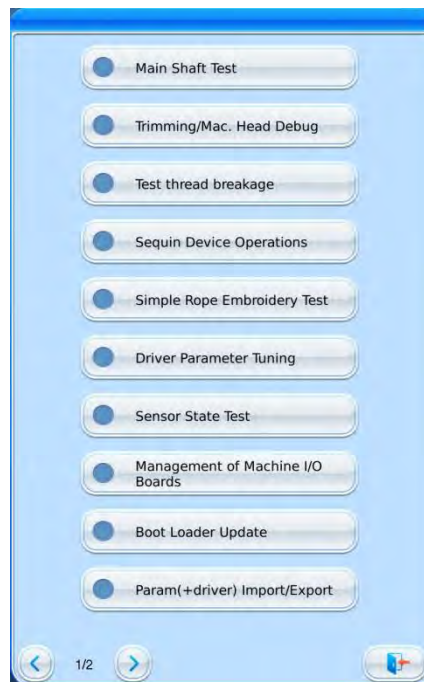 Main Shaft Test
Trimming/Mac. Head Debug
Test thread breakage
Sequin Device Operations
Simple Rope Embroidery Test
Driver Parameter Tuning
Sensor State Test
Management of Machine I/O
Boards
Boot Loader Update
Param(+driver) Import/Export
1/2